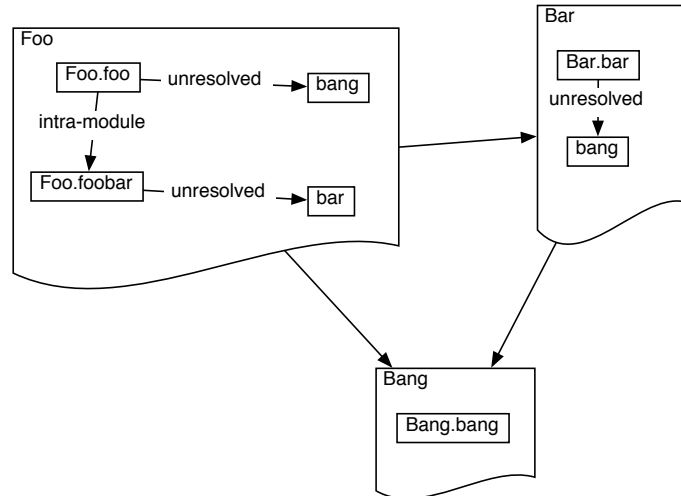 Foo
Foo.foo
unresolved
bang
intra-module
Foo.foobar
unresolved
bar
Bar
Bar.bar
unresolved
bang
Bang
Bang.bang